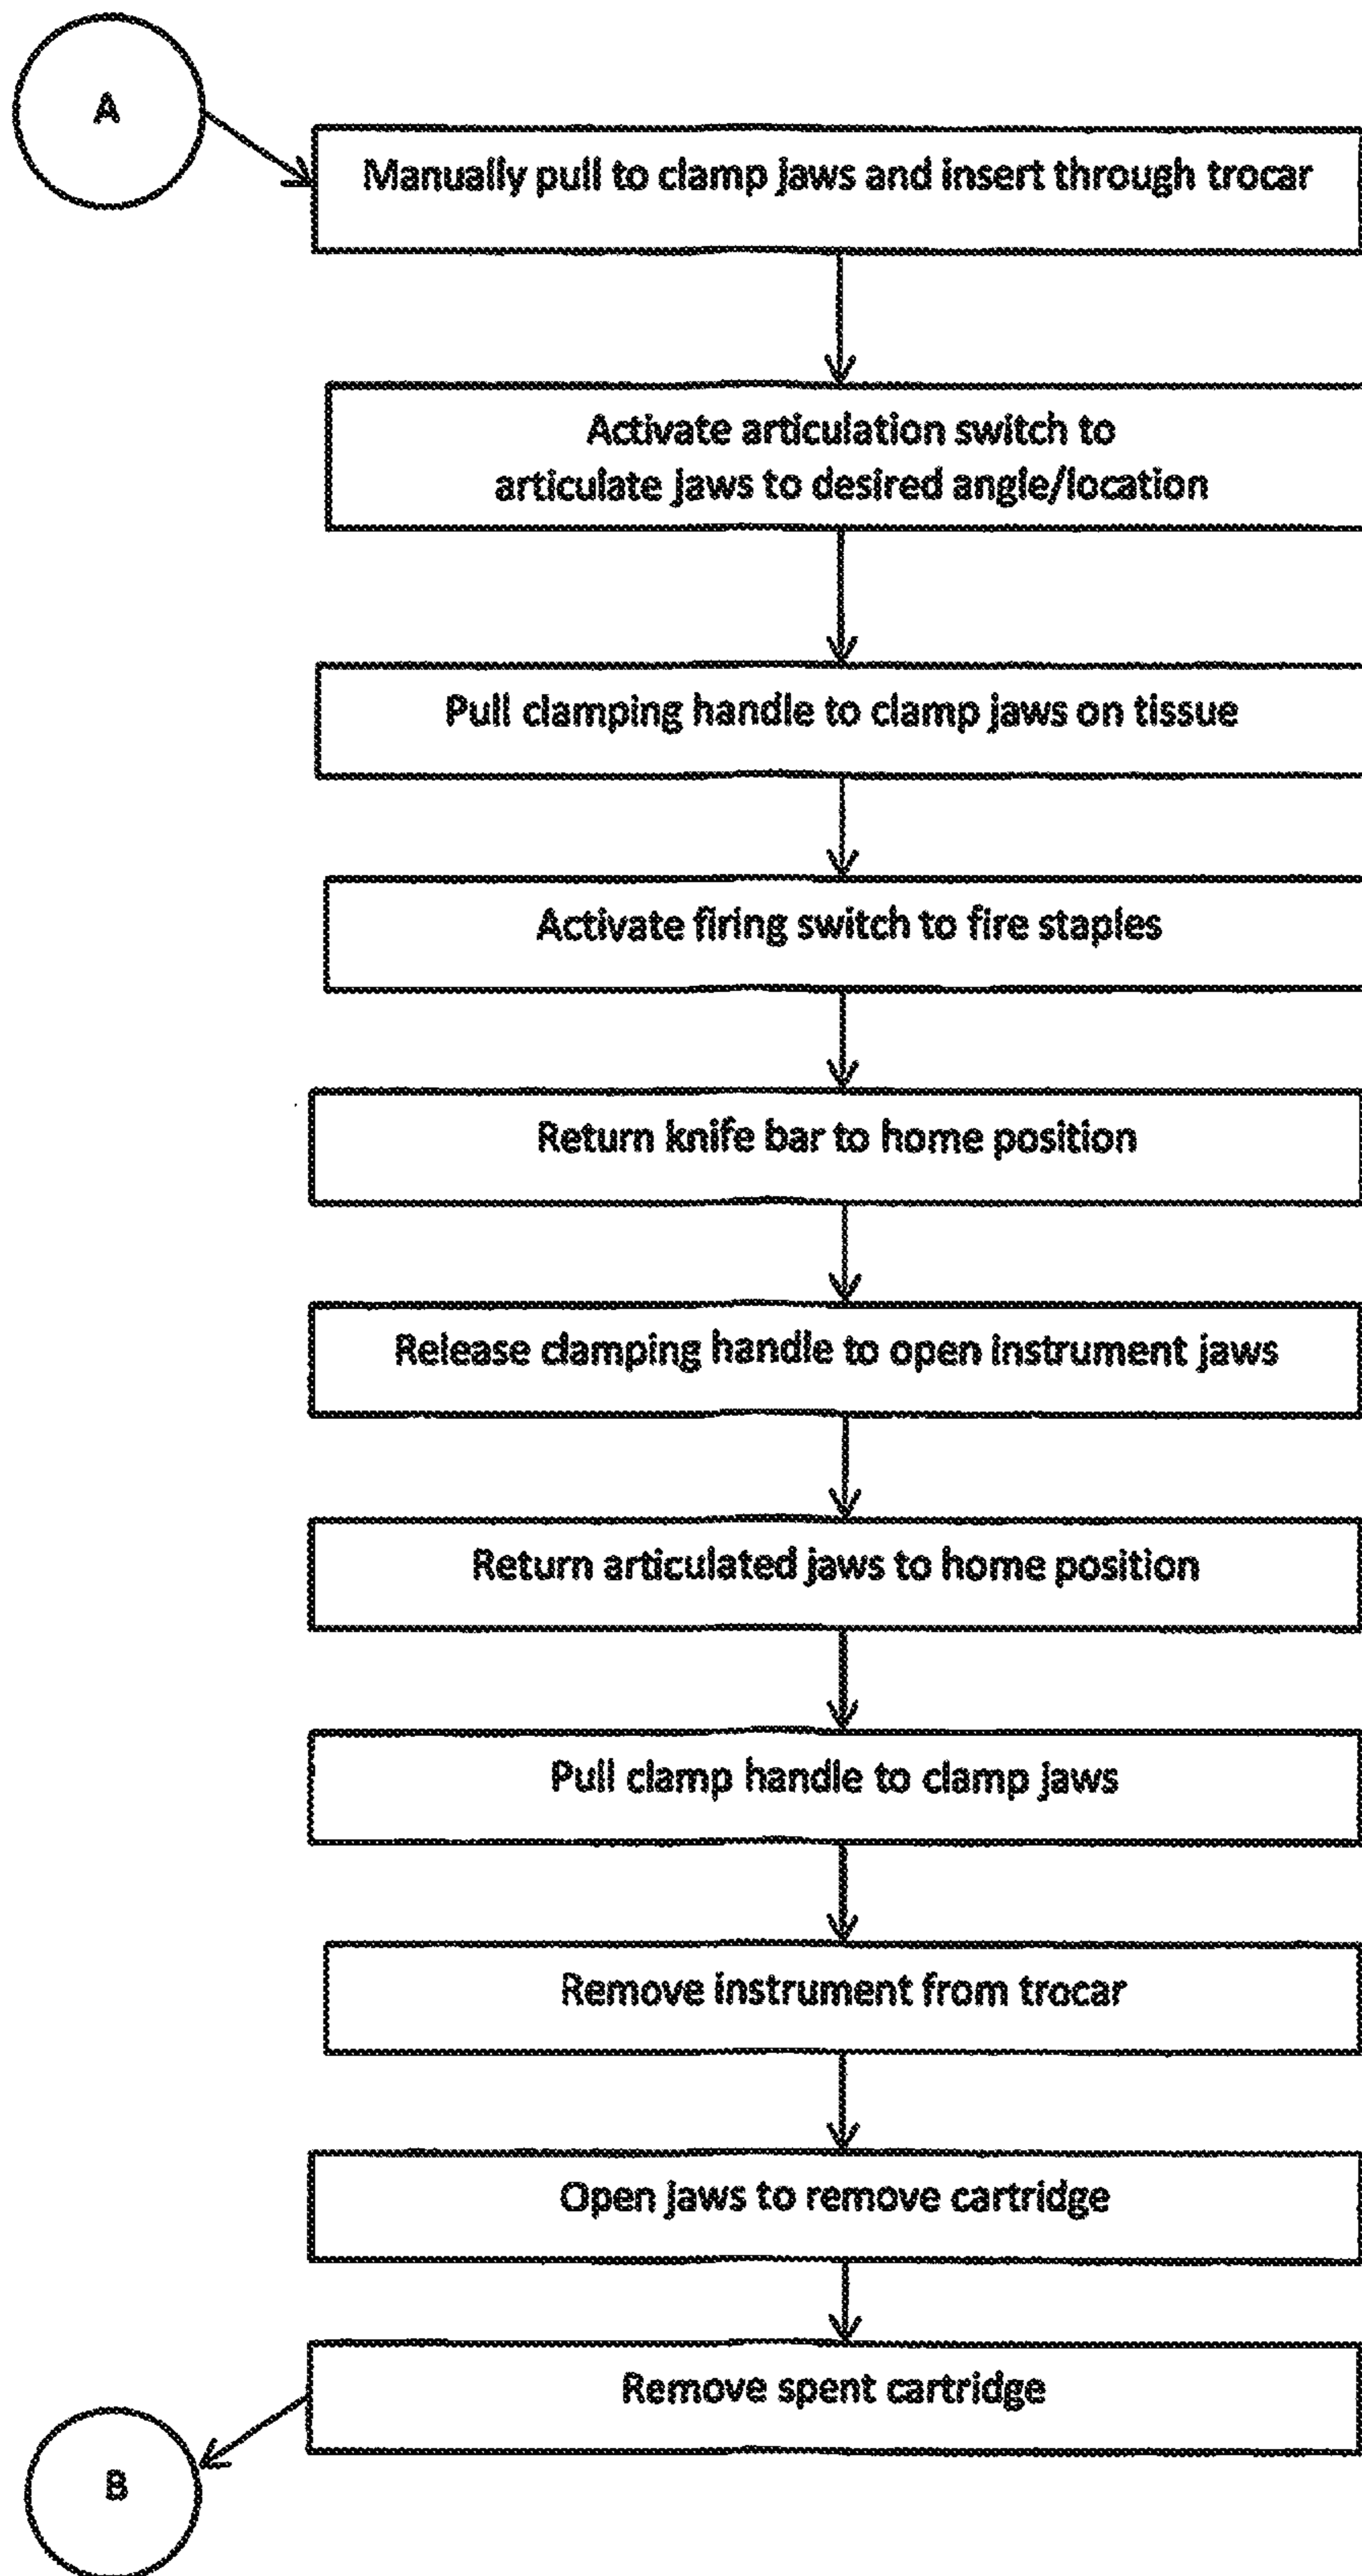 A
Manually pull to clamp jaws and insert through trocar
Activate articulation switch to
articulate jaws to desired angle/location
Pull clamping handle to clamp jaws on tissue
Activate firing switch to fire staples
Return knife bar to home position
Release clamping handle to open instrument jaws
Return articulated jaws to home position
Pull clamp handle to clamp jaws
Remove instrument from trocar
Open jaws to remove cartridge
Remove spent cartridge
B